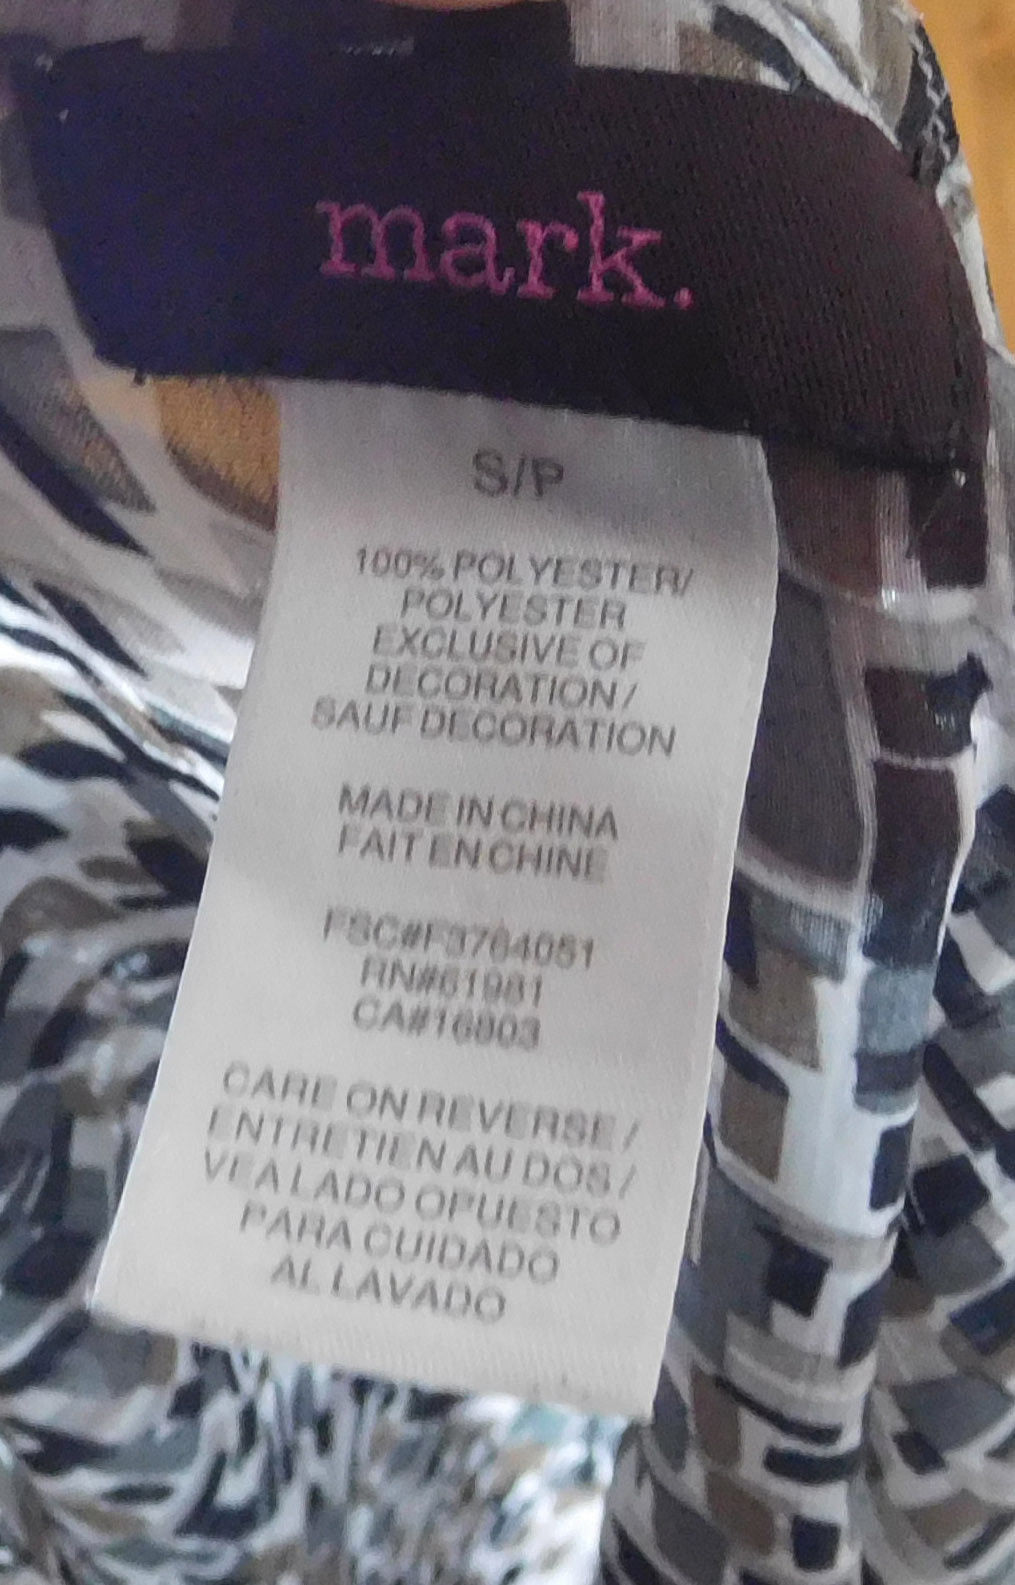 mark.
S/P
100% POLYESTER/
POLYESTER
EXCLUSIVE OF
DECORATION/
SAUF DECORATION
MADE IN CHINA
FAIT EN CHINE
FSC#F3764051
RN#61981
CA#16803
CARE ON REVERSE/
ENTRETIEN AU DOS/
VEA LADO OPUESTO
PARA CUIDADO
AL LAVADO